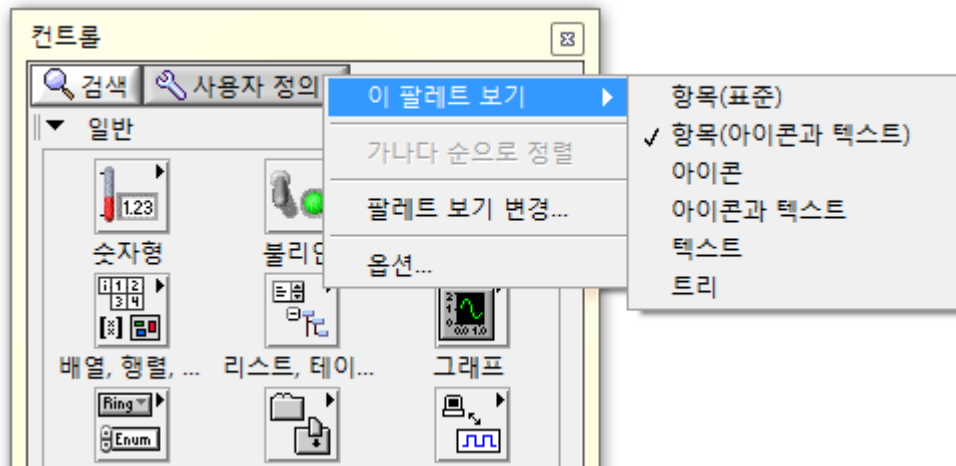 컨트롤
검색
사용자 정의
이 팔레트 보기
가나다 순으로 정렬
팔레트 보기 변경...
옵션...
항목(표준)
✓ 항목(아이콘과 텍스트)
아이콘
아이콘과 텍스트
텍스트
트리
일반
1.23
숫자형
불리언
배열, 행렬, ...
리스트, 테이...
그래프
Ring
Enum